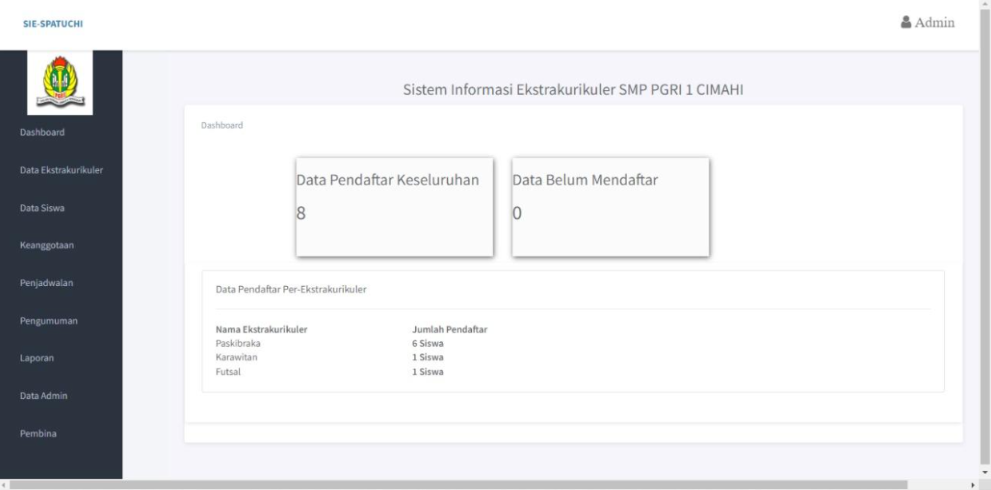 SIE-SPATUCHI
Admin
Sistem Informasi Ekstrakurikuler SMP PGRI 1 CIMAHI
Dashboard
Data Ekstrakurikuler
Data Siswa
Keanggotaan
Penjadwalan
Pengumuman
Laporan
Data Admin
Pembina
Dashboard
Data Pendaftar Keseluruhan
8
Data Belum Mendaftar
0
Data Pendaftar Per-Ekstrakurikuler
Nama Ekstrakurikuler Jumlah Pendaftar
Paskibraka 6 Siswa
Karawitan 1 Siswa
Futsal 1 Siswa